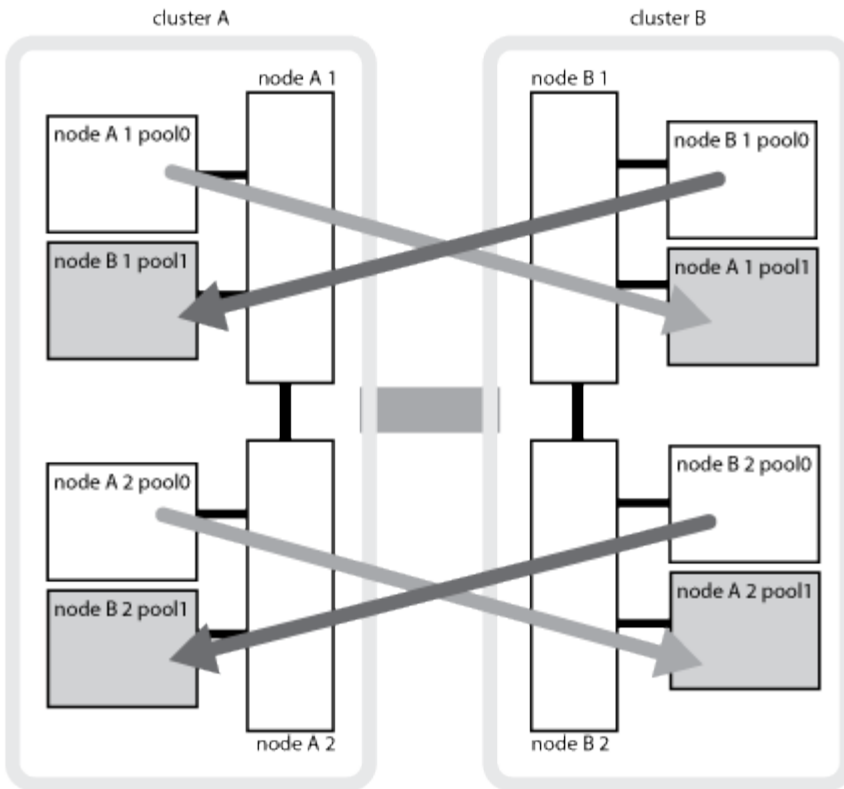 cluster A
cluster B
node A 1
node B 1
node A 1 pool0
node B 1 pool0
node B 1 pool1
node A 1 pool1
node A 2 pool0
node B 2 pool0
node B 2 pool1
node A 2 pool1
node A 2
node B 2